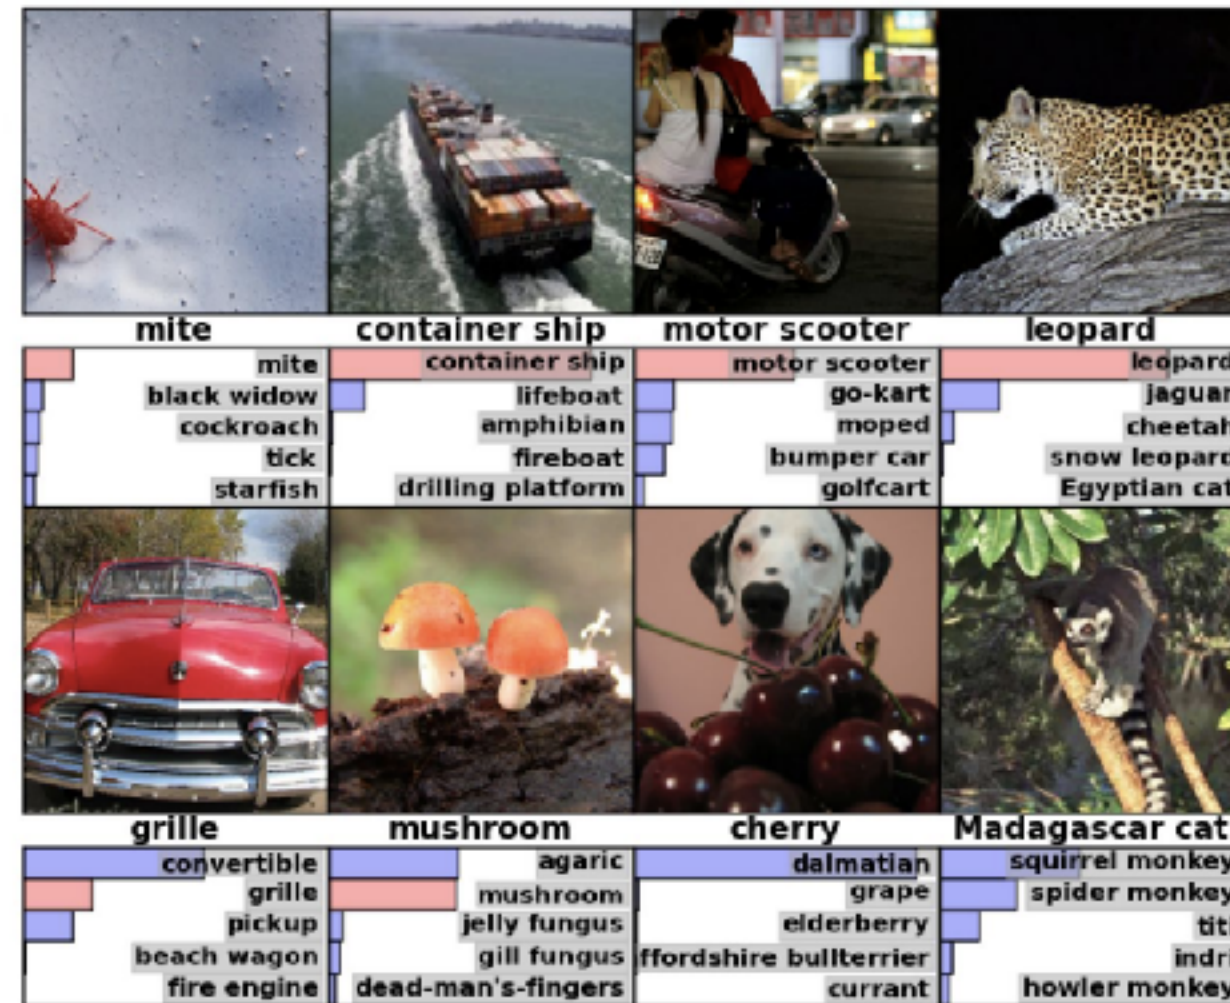 mite
container ship
motor scooter
leopard
mite
black widow
cockroach
tick
starfish
container ship
lifeboat
amphibian
fireboat
drilling platform
motor scooter
go-kart
moped
bumper car
golfcart
leopard
jaguar
cheetah
snow leopard
Egyptian cat
grille
mushroom
cherry
Madagascar cat
convertible
grille
pickup
beach wagon
fire engine
agaric
mushroom
jelly fungus
gill fungus
dead-man's-fingers
dalmatian
grape
elderberry
ffordshire bullterrier
currant
squirrel monkey
spider monkey
titi
indri
howler monkey